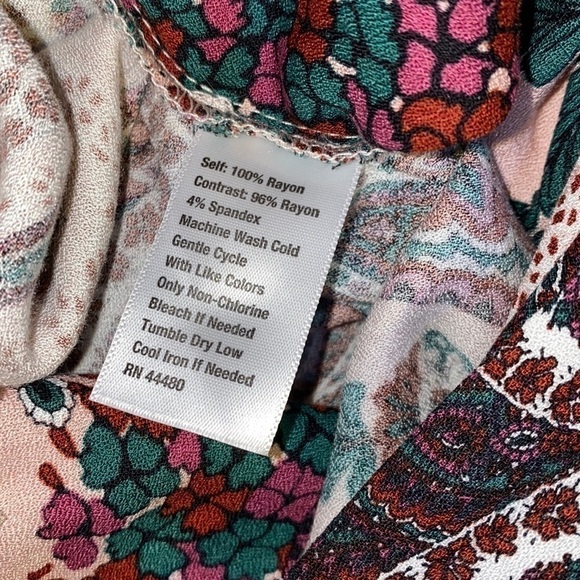 Self: 100% Rayon
Contrast: 96% Rayon
4% Spandex
Machine Wash Cold
Gentle Cycle
With Like Colors
Only Non-Chlorine
Bleach If Needed
Tumble Dry Low
Cool Iron If Needed
RN 44480